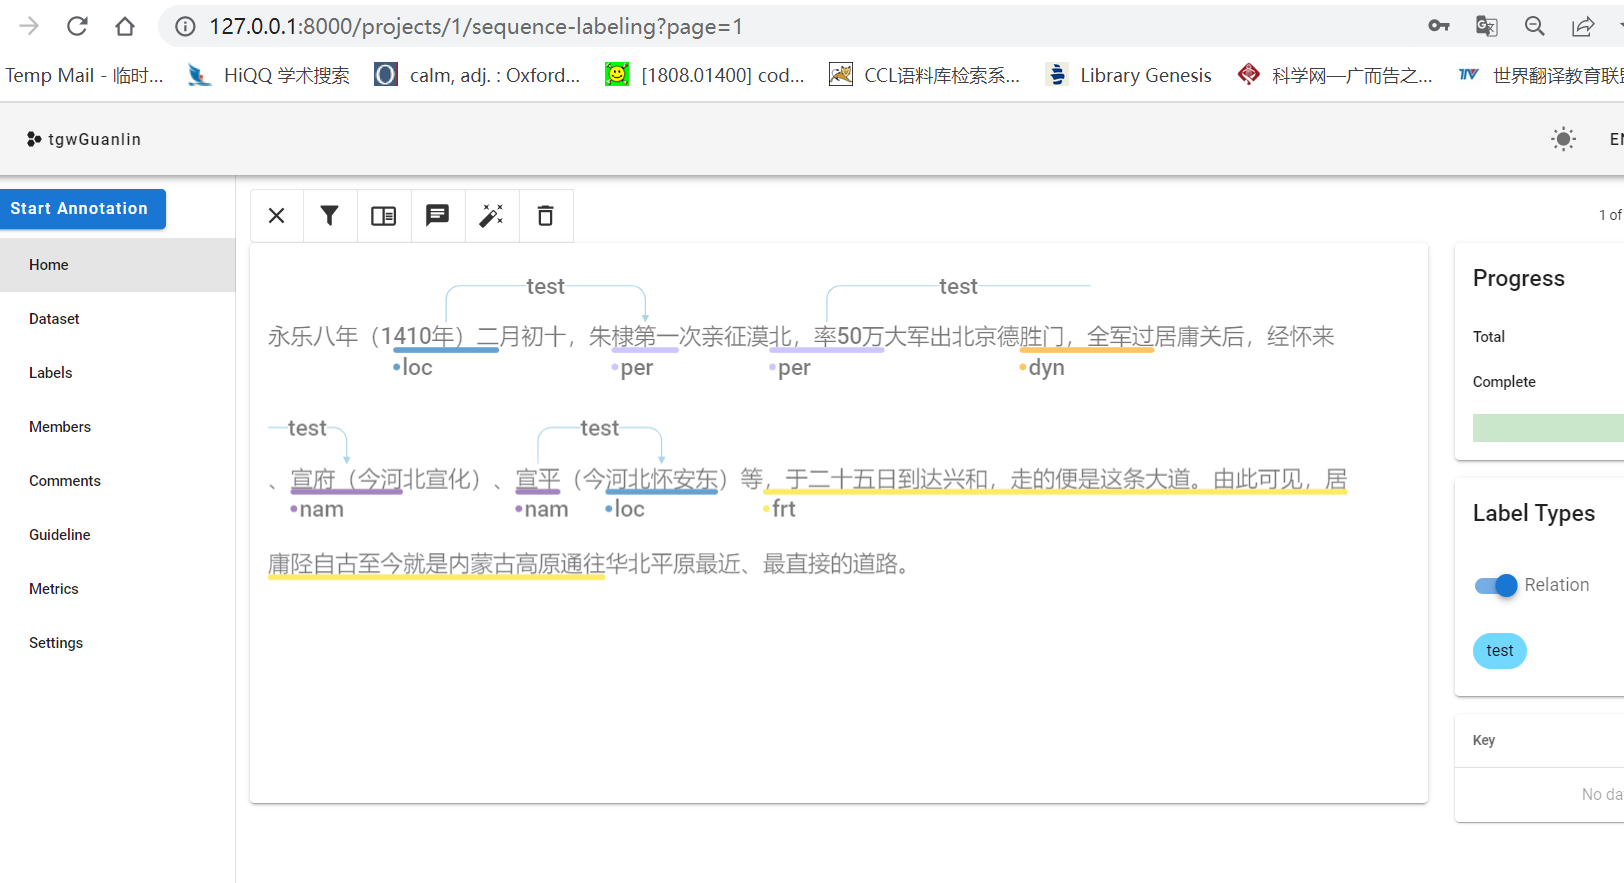 127.0.0.1:8000/projects/1/sequence-labeling?page=1
Temp Mail - 临时... HiQQ 学术搜索 calm, adj. : Oxford... [1808.01400] cod... CCL语料库检索系... Library Genesis 科学网—广而告之... 世界翻译教育联盟
tgwGuanlin EN
Start Annotation
1 of
Home
Dataset
Labels
Members
Comments
Guideline
Metrics
Settings
test test
永乐八年（1410年）二月初十，朱棣第一次亲征漠北，率50万大军出北京德胜门，全军过居庸关后，经怀来
•loc •per •per •dyn
test test
、宣府（今河北宣化）、宣平（今河北怀安东）等，于二十五日到达兴和，走的便是这条大道。由此可见，居
•nam •nam •loc •frt
庸陉自古至今就是内蒙古高原通往华北平原最近、最直接的道路。
Progress
Total
Complete
Label Types
Relation
test
Key
No da